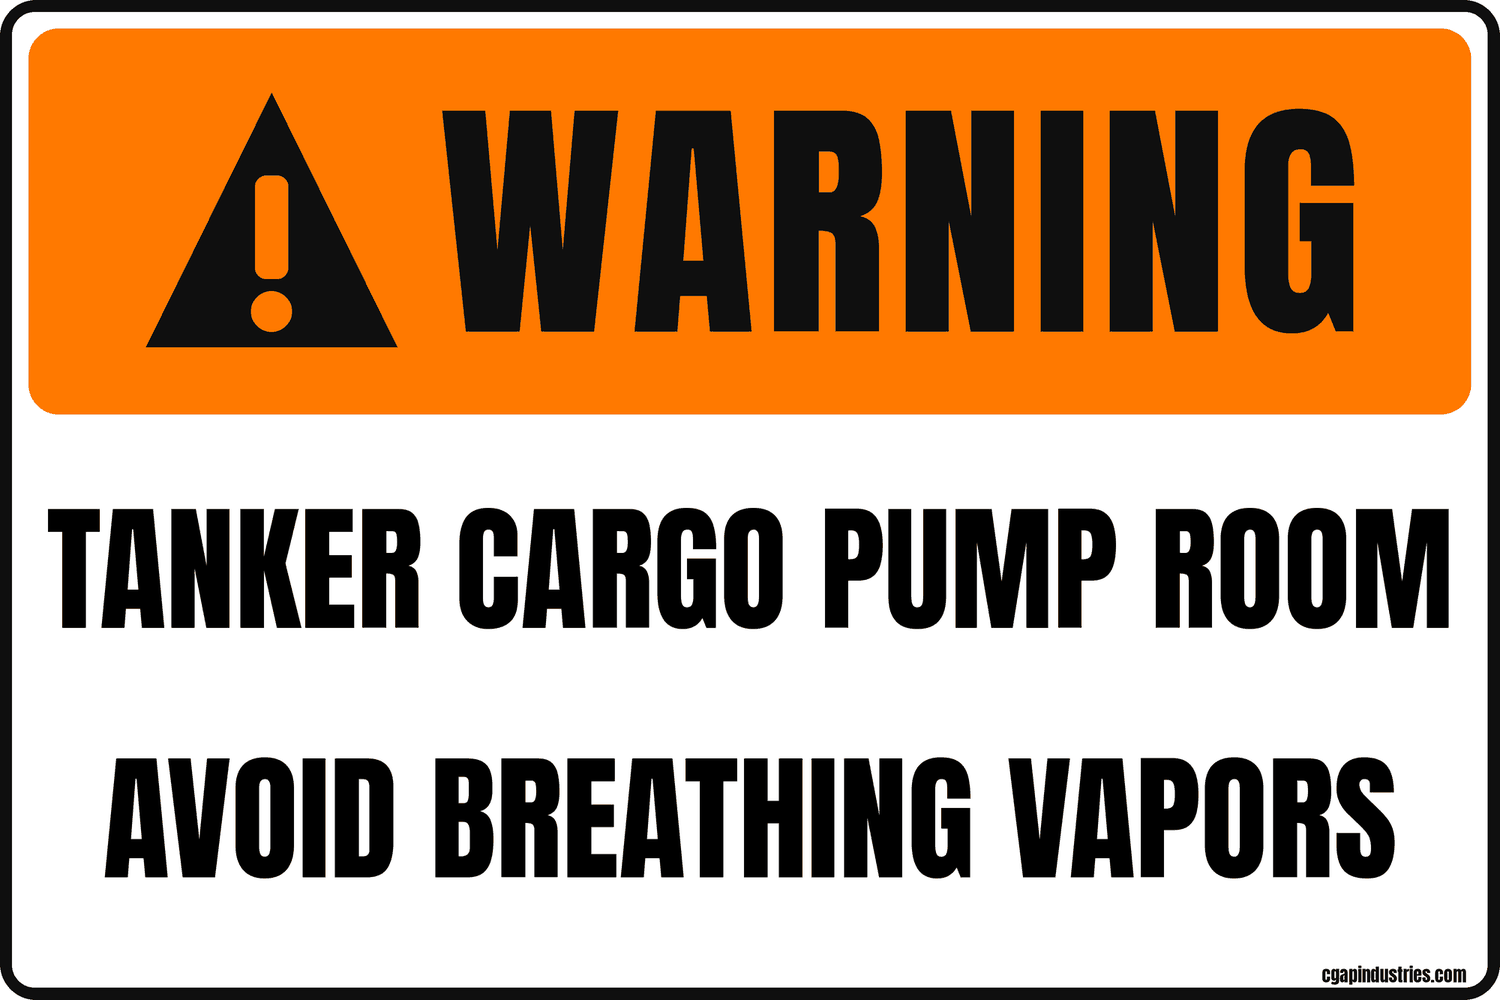 WARNING
TANKER CARGO PUMP ROOM
AVOID BREATHING VAPORS
cgapindustries.com